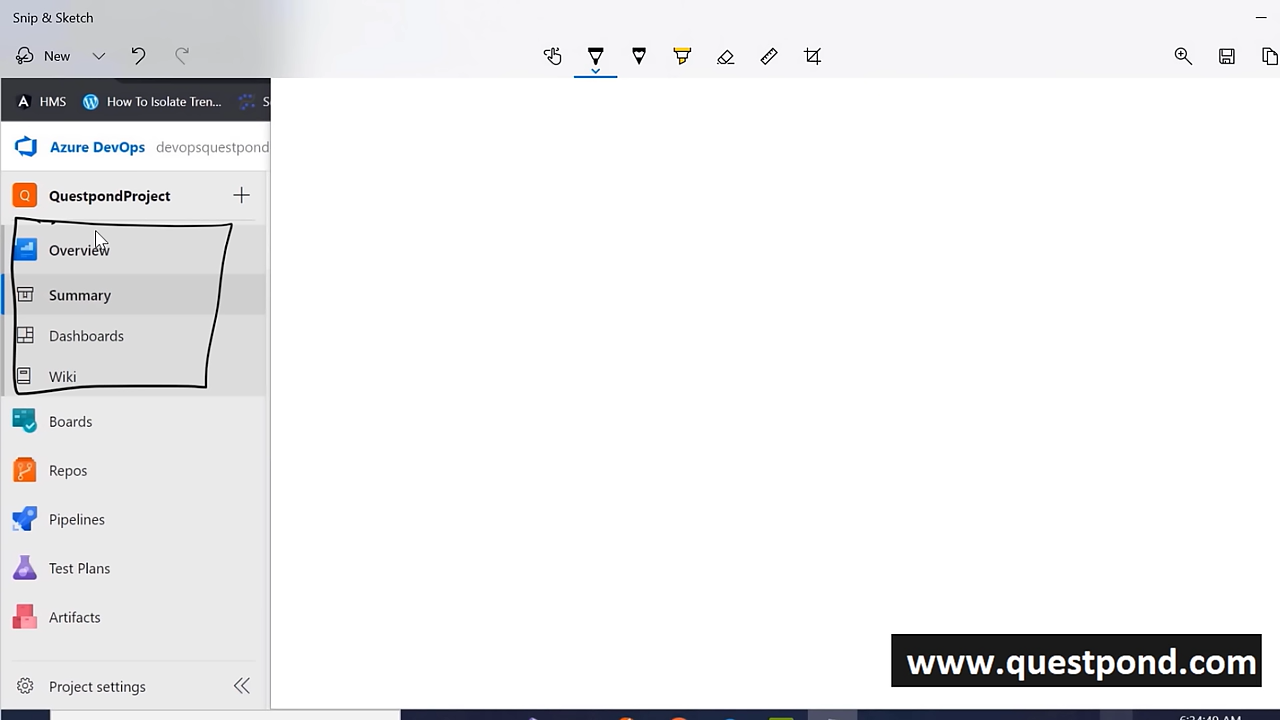 Snip & Sketch
New
HMS How To Isolate Tren... S
Azure DevOps devopsquestpond
Q QuestpondProject
Overview
Summary
Dashboards
Wiki
Boards
Repos
Pipelines
Test Plans
Artifacts
Project settings
www.questpond.com